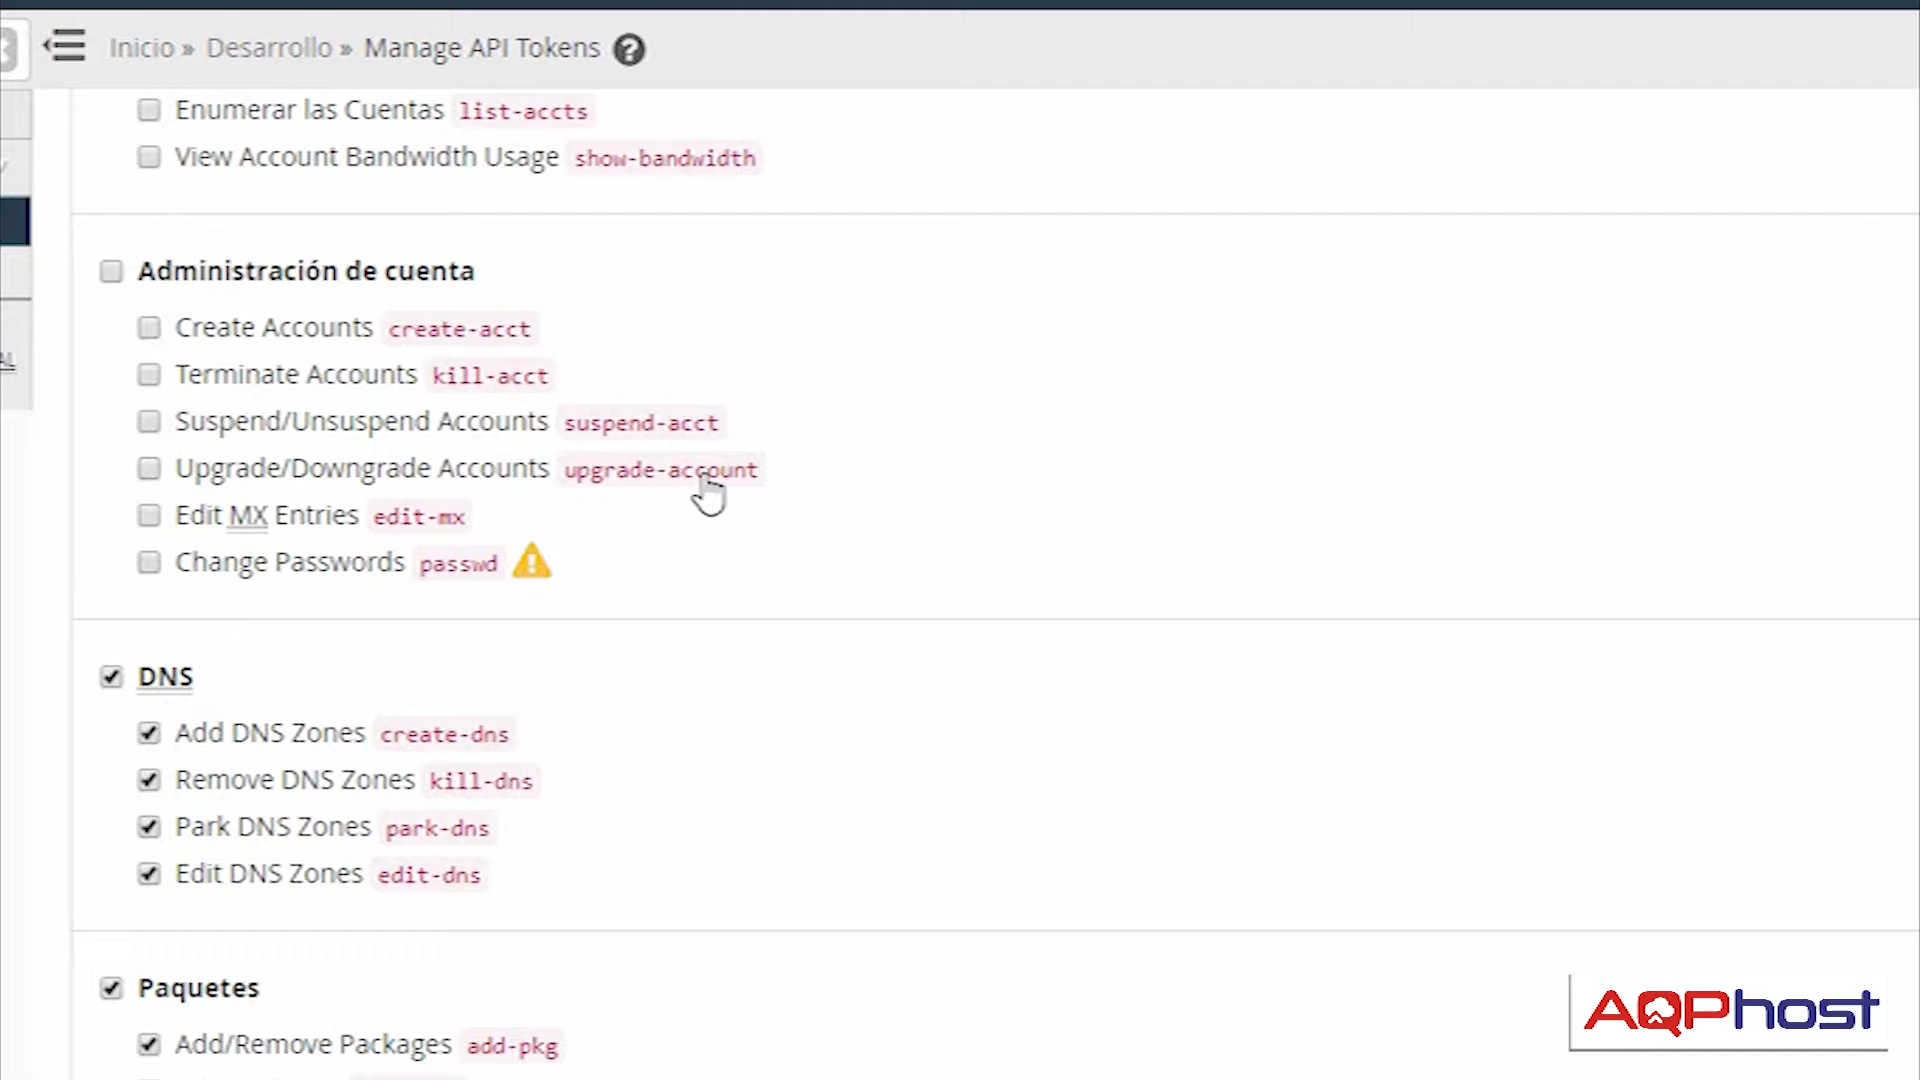 Inicio » Desarrollo » Manage API Tokens ?
Enumerar las Cuentas list-accts
View Account Bandwidth Usage show-bandwidth
Administración de cuenta
Create Accounts create-acct
Terminate Accounts kill-acct
Suspend/Unsuspend Accounts suspend-acct
Upgrade/Downgrade Accounts upgrade-account
Edit MX Entries edit-mx
Change Passwords passwd
DNS
Add DNS Zones create-dns
Remove DNS Zones kill-dns
Park DNS Zones park-dns
Edit DNS Zones edit-dns
Paquetes
Add/Remove Packages add-pkg
AQPhost